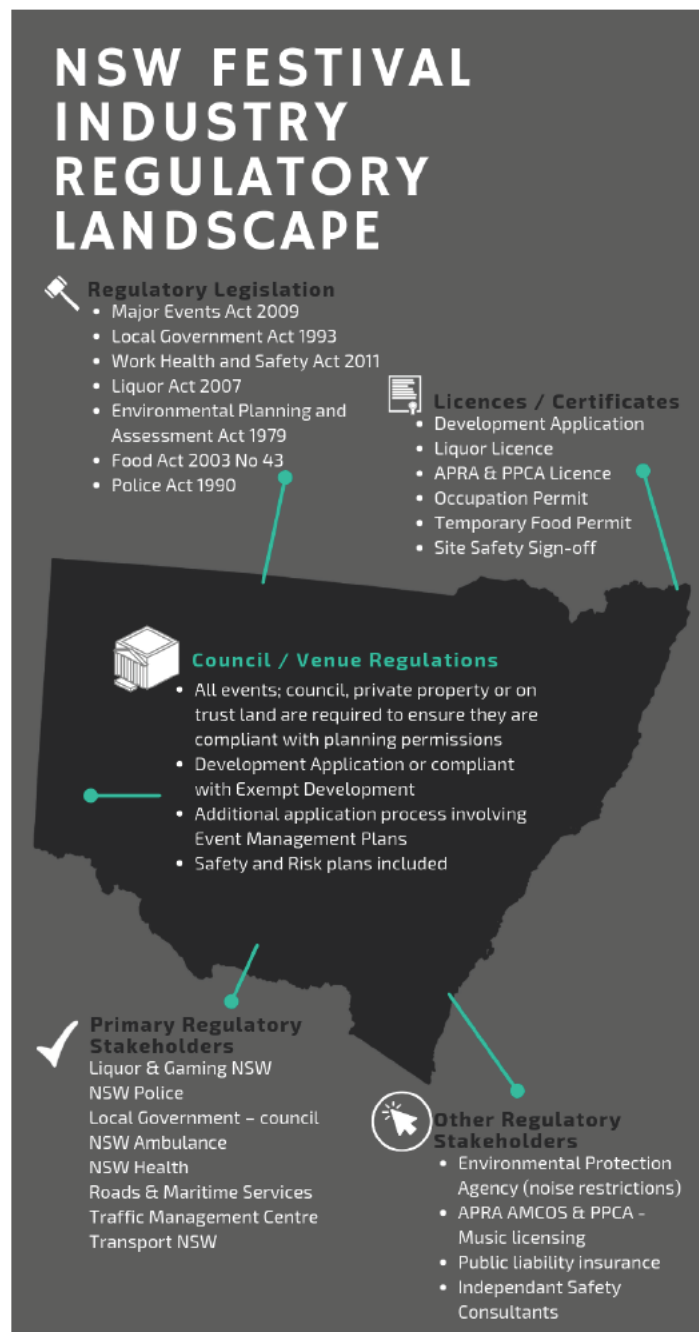 NSW FESTIVAL
INDUSTRY
REGULATORY
LANDSCAPE
Regulatory Legislation
• Major Events Act 2009
• Local Government Act 1993
• Work Health and Safety Act 2011
• Liquor Act 2007
• Environmental Planning and
Assessment Act 1979
• Food Act 2003 No 43
• Police Act 1990
Licences / Certificates
• Development Application
• Liquor Licence
• APRA & PPCA Licence
• Occupation Permit
• Temporary Food Permit
• Site Safety Sign-off
Council / Venue Regulations
• All events; council, private property or on
trust land are required to ensure they are
compliant with planning permissions
• Development Application or compliant
with Exempt Development
• Additional application process involving
Event Management Plans
• Safety and Risk plans included
Primary Regulatory
Stakeholders
Liquor & Gaming NSW
NSW Police
Local Government – council
NSW Ambulance
NSW Health
Roads & Maritime Services
Traffic Management Centre
Transport NSW
Other Regulatory
Stakeholders
• Environmental Protection
Agency (noise restrictions)
• APRA AMCOS & PPCA -
Music licensing
• Public liability insurance
• Independant Safety
Consultants